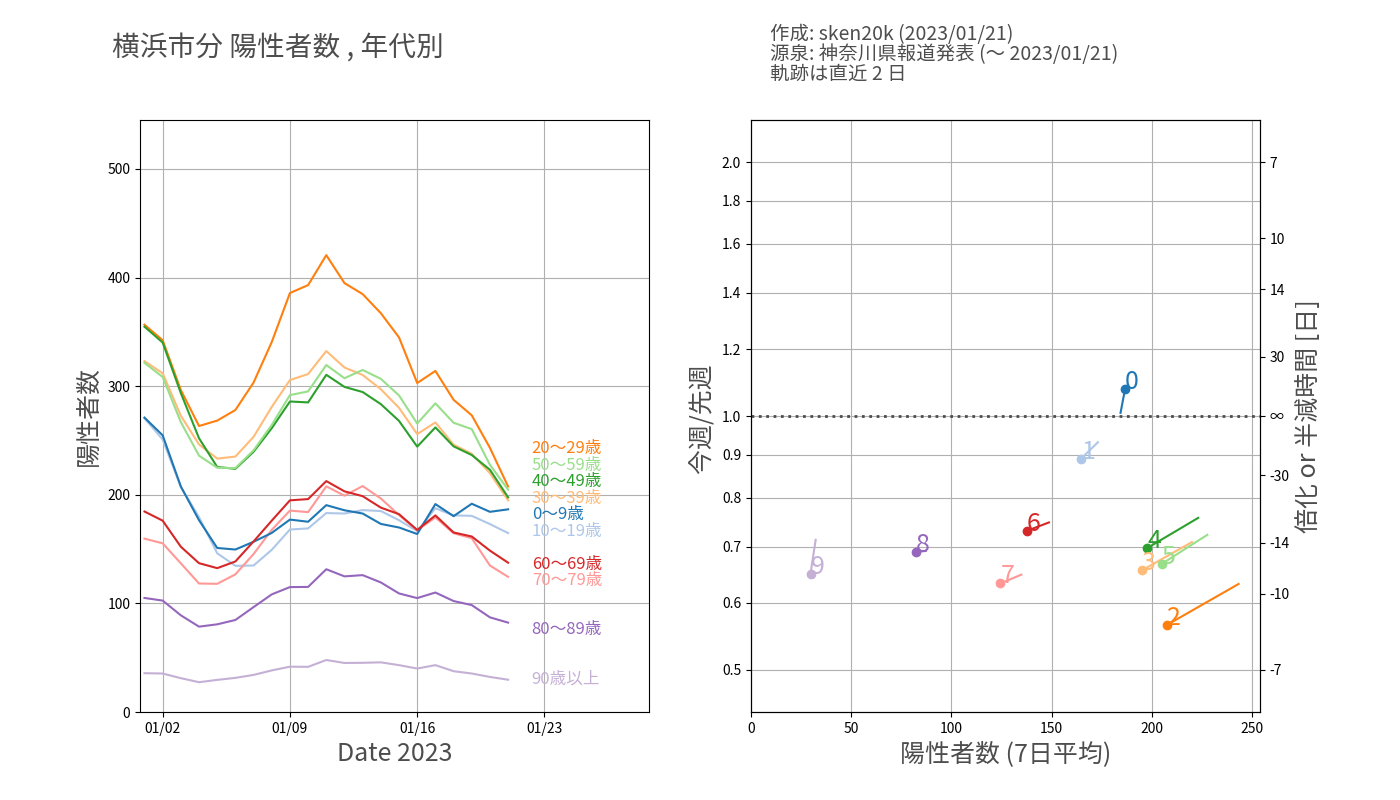 横浜市分 陽性者数 , 年代別
作成: sken20k (2023/01/21)
源泉: 神奈川県報道発表 (〜 2023/01/21)
軌跡は直近 2 日
陽性者数
500
400
300
200
100
0
01/02
01/09
01/16
01/23
Date 2023
20〜29歳
50〜59歳
40〜49歳
30〜39歳
0〜9歳
10〜19歳
60〜69歳
70〜79歳
80〜89歳
90歳以上
今週/先週
2.0
1.8
1.6
1.4
1.2
1.0
0.9
0.8
0.7
0.6
0.5
0
1
6
8
4
5
3
9
7
2
0
50
100
150
200
250
陽性者数 (7日平均)
7
10
14
30
∞
-30
-14
-10
-7
倍化 or 半減時間 [日]